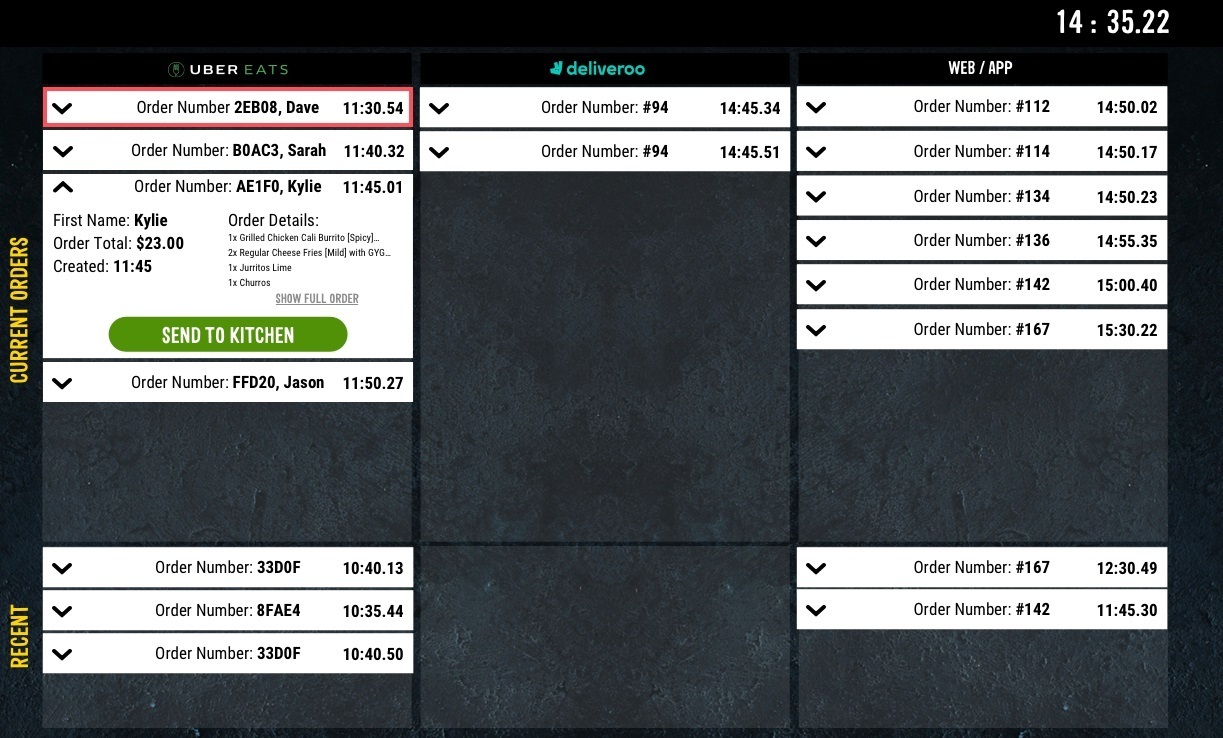 14 : 35.22
UBER EATS
Order Number 2EB08, Dave 11:30.54
Order Number: B0AC3, Sarah 11:40.32
Order Number: AE1F0, Kylie 11:45.01
First Name: Kylie
Order Total: $23.00
Created: 11:45
Order Details:
1x Grilled Chicken Cali Burrito [Spicy]...
2x Regular Cheese Fries [Mild] with GYG...
1x Jurritos Lime
1x Churros
SHOW FULL ORDER
SEND TO KITCHEN
Order Number: FFD20, Jason 11:50.27
deliveroo
Order Number: #94 14:45.34
Order Number: #94 14:45.51
WEB / APP
Order Number: #112 14:50.02
Order Number: #114 14:50.17
Order Number: #134 14:50.23
Order Number: #136 14:55.35
Order Number: #142 15:00.40
Order Number: #167 15:30.22
CURRENT ORDERS
Order Number: 33D0F 10:40.13
Order Number: 8FAE4 10:35.44
Order Number: 33D0F 10:40.50
Order Number: #167 12:30.49
Order Number: #142 11:45.30
RECENT